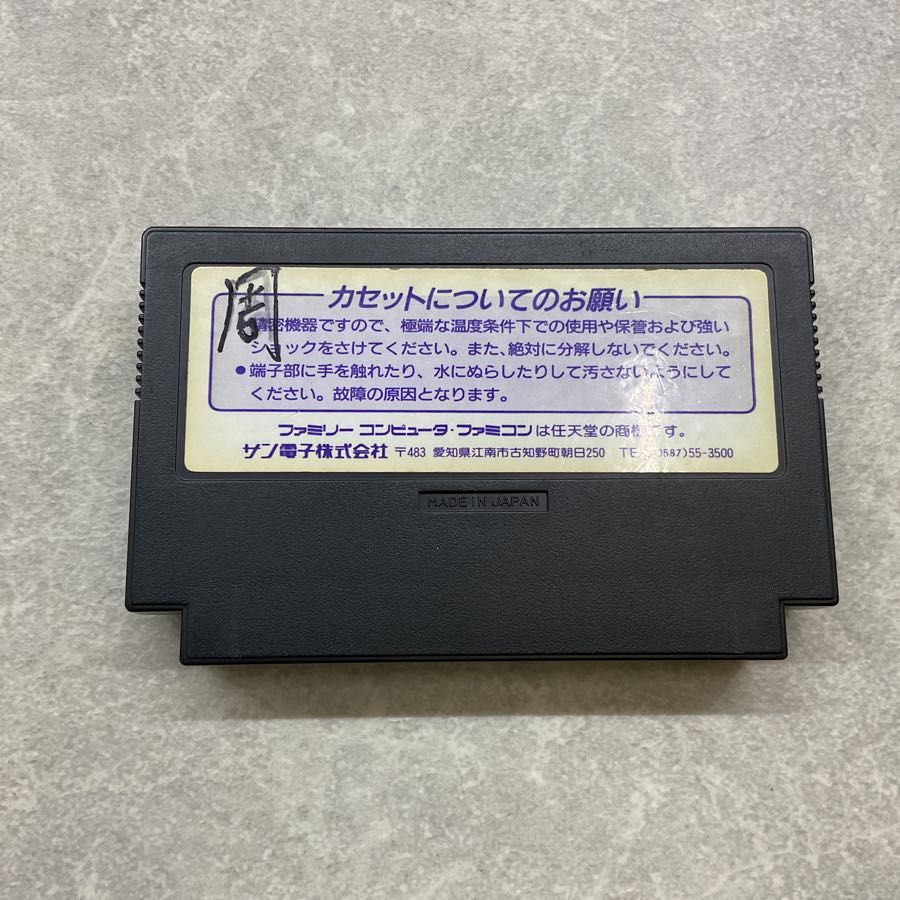 周
カセットについてのお願い
精密機器ですので、極端な温度条件下での使用や保管および強い
ショックをさけてください。また、絶対に分解しないでください。
●端子部に手を触れたり、水にぬらしたりして汚さないようにして
ください。故障の原因となります。
ファミリー コンピュータ・ファミコンは任天堂の商標です。
サン電子株式会社 〒483 愛知県江南市古知野町朝日250 TEL(0587)55-3500
MADE IN JAPAN